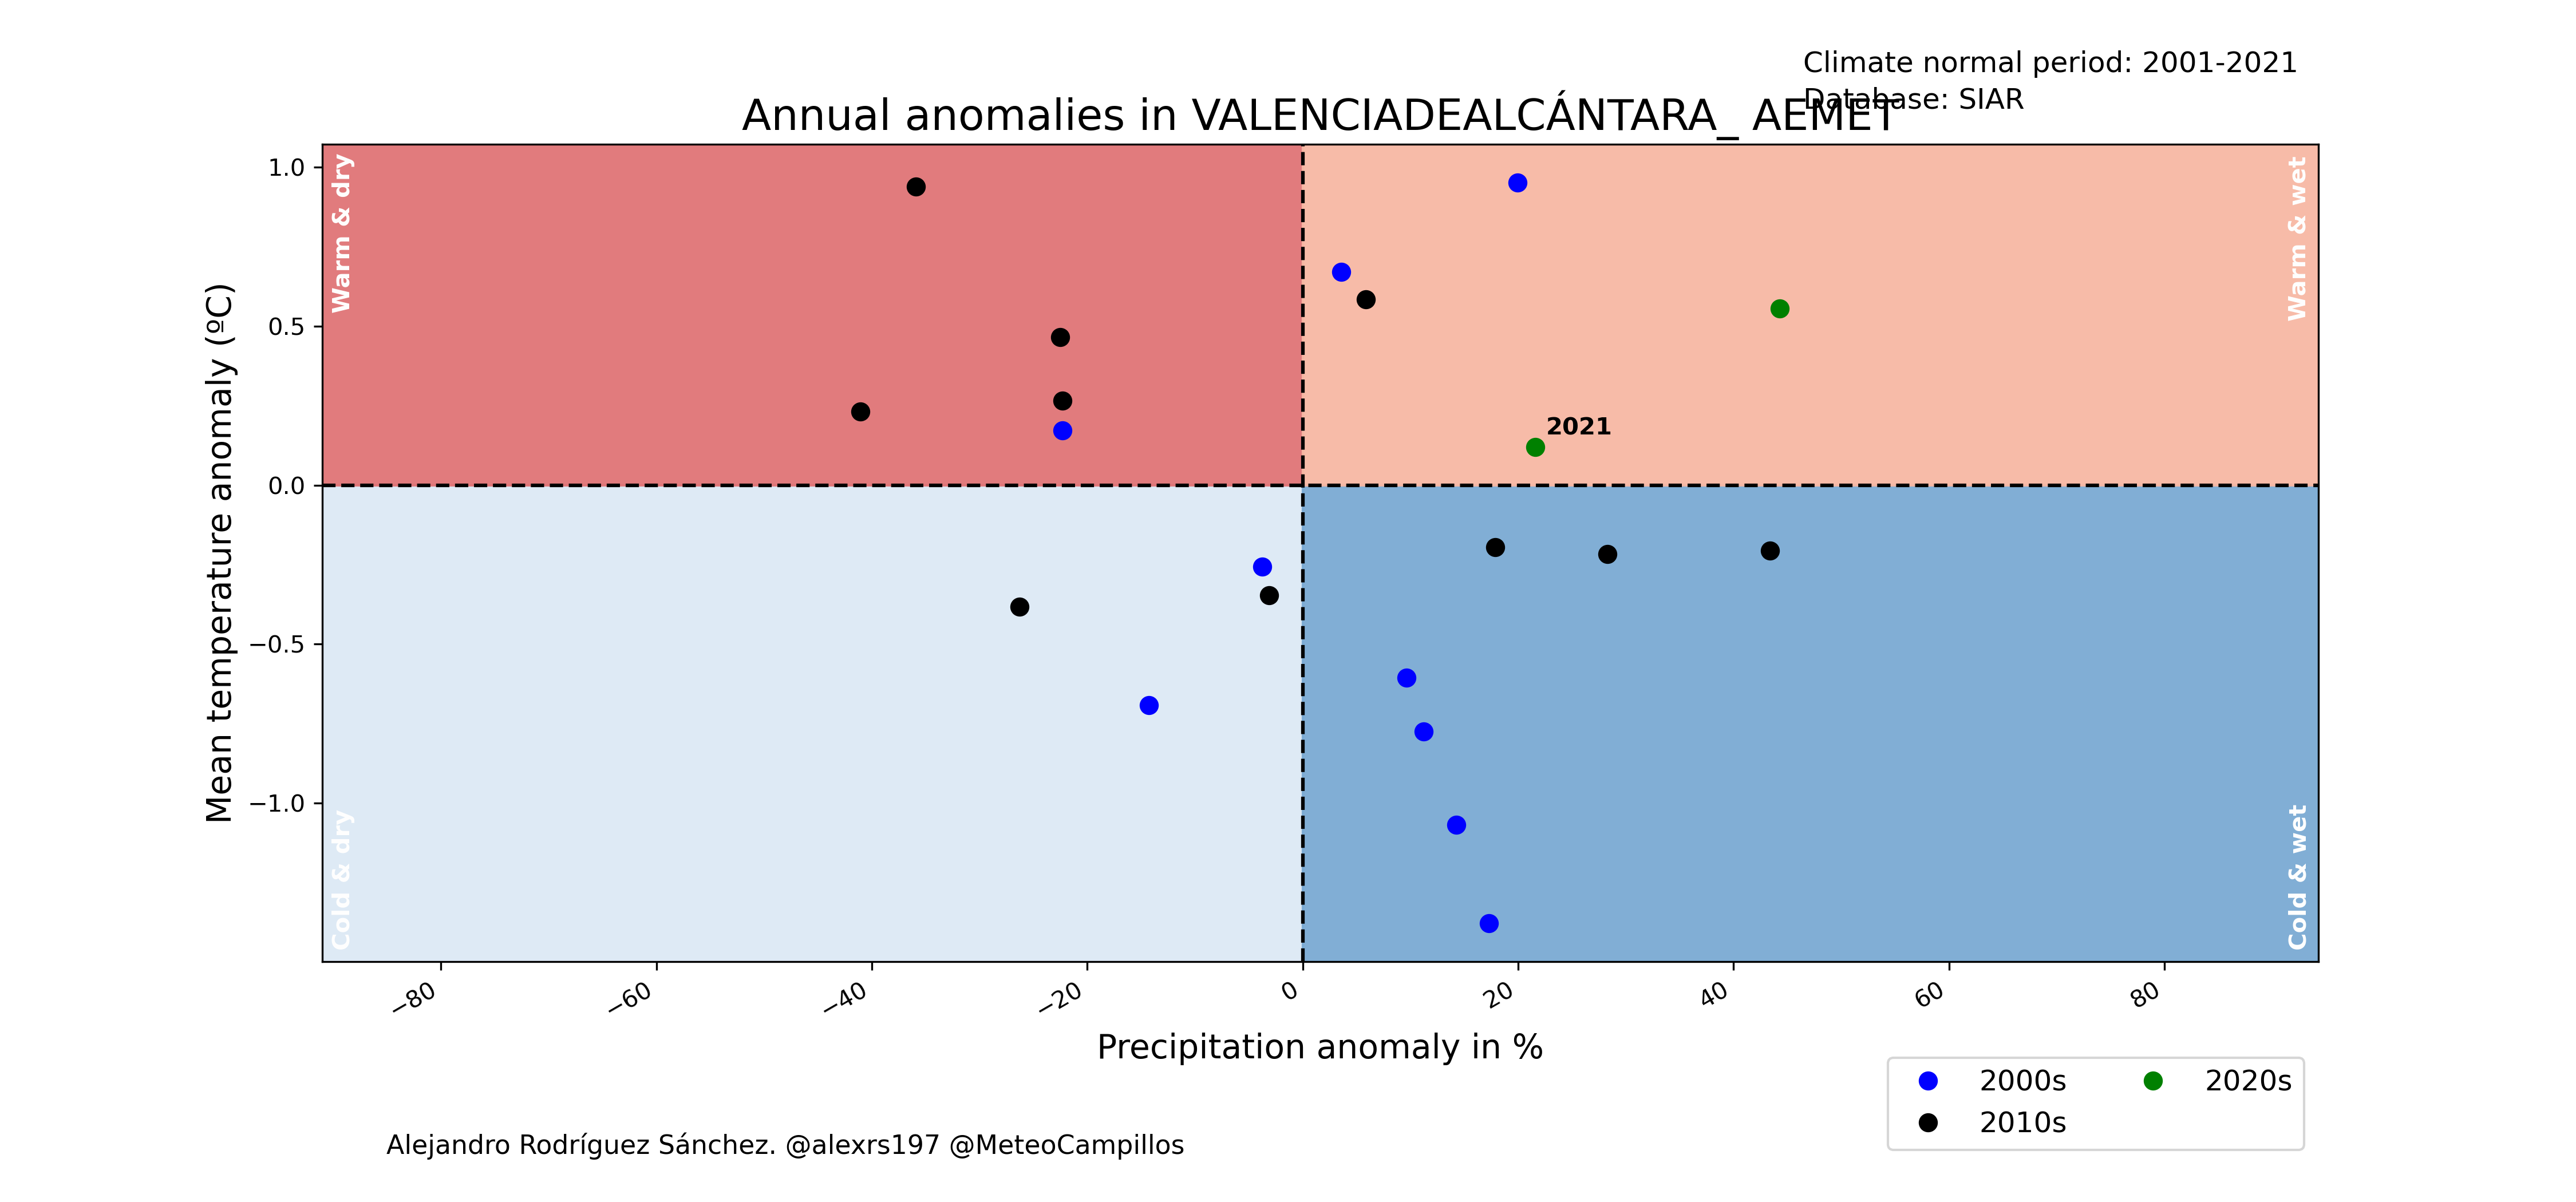 Climate normal period: 2001-2021
Database: SIAR
Annual anomalies in VALENCIADEALCÁNTARA_ AEMET
Warm & dry
Warm & wet
1.0
0.5
0.0
−0.5
−1.0
Mean temperature anomaly (ºC)
2021
Cold & dry
Cold & wet
−80
−60
−40
−20
0
20
40
60
80
Precipitation anomaly in %
2000s
2020s
2010s
Alejandro Rodríguez Sánchez. @alexrs197 @MeteoCampillos